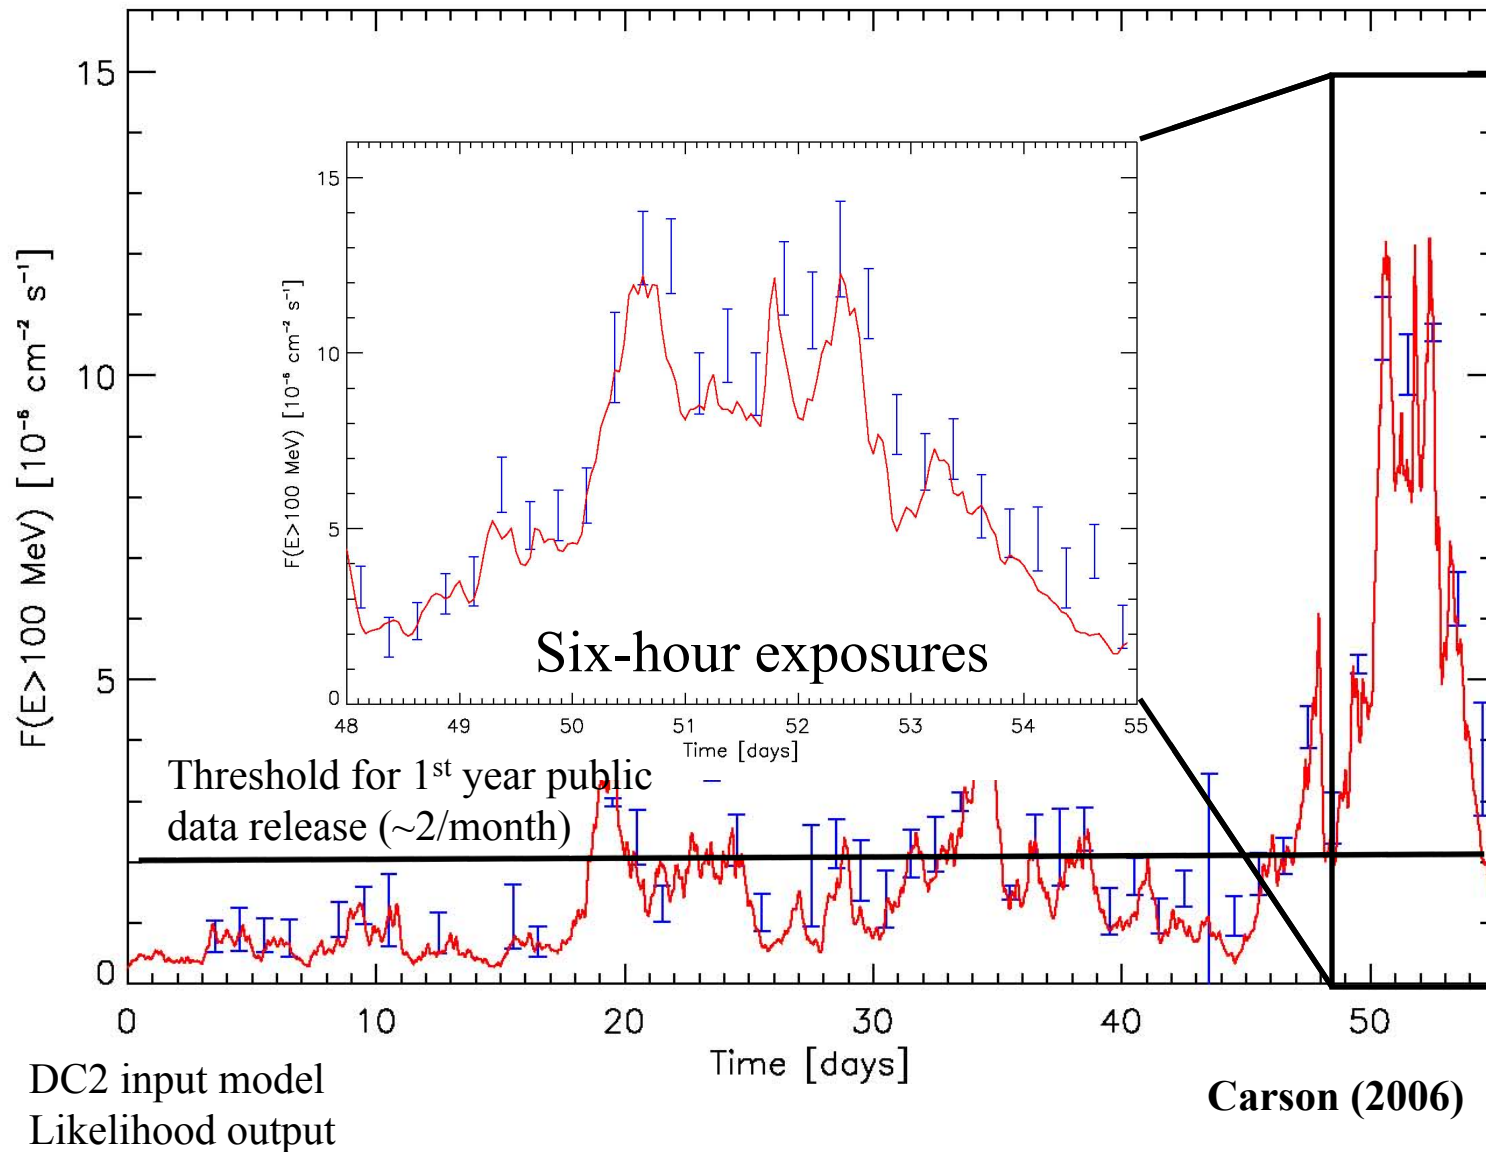 15
10
5
0
F(E>100 MeV) [10⁻⁶ cm⁻² s⁻¹]
15
10
5
0
F(E>100 MeV) [10⁻⁶ cm⁻² s⁻¹]
Six-hour exposures
48 49 50 51 52 53 54 55
Time [days]
Threshold for 1st year public
data release (~2/month)
0 10 20 30 40 50
Time [days]
DC2 input model
Likelihood output
Carson (2006)